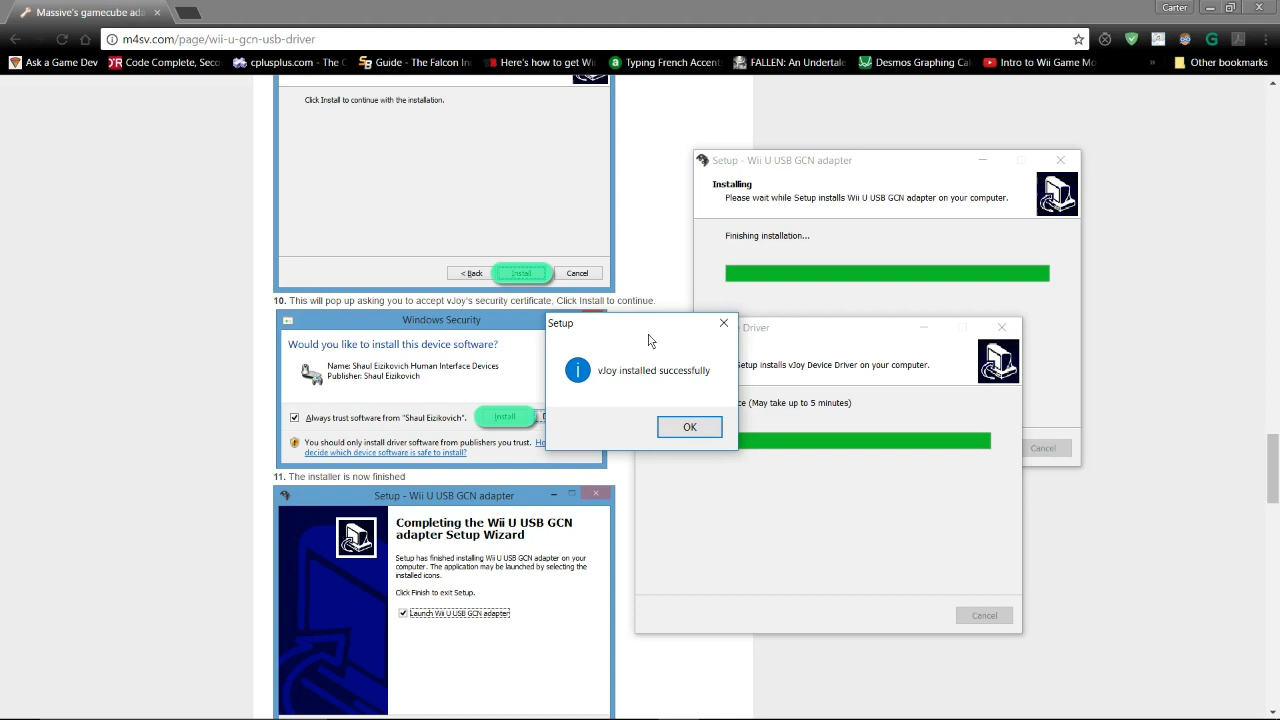 Massive's gamecube ada
Carter
m4sv.com/page/wii-u-gcn-usb-driver
Ask a Game Dev
Code Complete, Seco
cplusplus.com - The C
Guide - The Falcon In
Here's how to get Wi
Typing French Accent
FALLEN: An Undertale
Desmos Graphing Cal
Intro to Wii Game Mo
»
Other bookmarks
Click Install to continue with the installation.
< Back
Install
Cancel
10. This will pop up asking you to accept vJoy's security certificate, Click Install to continue.
Windows Security
Would you like to install this device software?
Name: Shaul Eizikovich Human Interface Devices
Publisher: Shaul Eizikovich
Always trust software from "Shaul Eizikovich".
Install
You should only install driver software from publishers you trust.
decide which device software is safe to install?
11. The installer is now finished
Setup - Wii U USB GCN adapter
Completing the Wii U USB GCN
adapter Setup Wizard
Setup has finished installing Wii U USB GCN adapter on your
computer. The application may be launched by selecting the
installed icons.
Click Finish to exit Setup.
Launch Wii U USB GCN adapter
Setup - Wii U USB GCN adapter
Installing
Please wait while Setup installs Wii U USB GCN adapter on your computer.
Finishing installation...
Cancel
Driver
Setup installs vJoy Device Driver on your computer.
(May take up to 5 minutes)
Cancel
Setup
vJoy installed successfully
OK